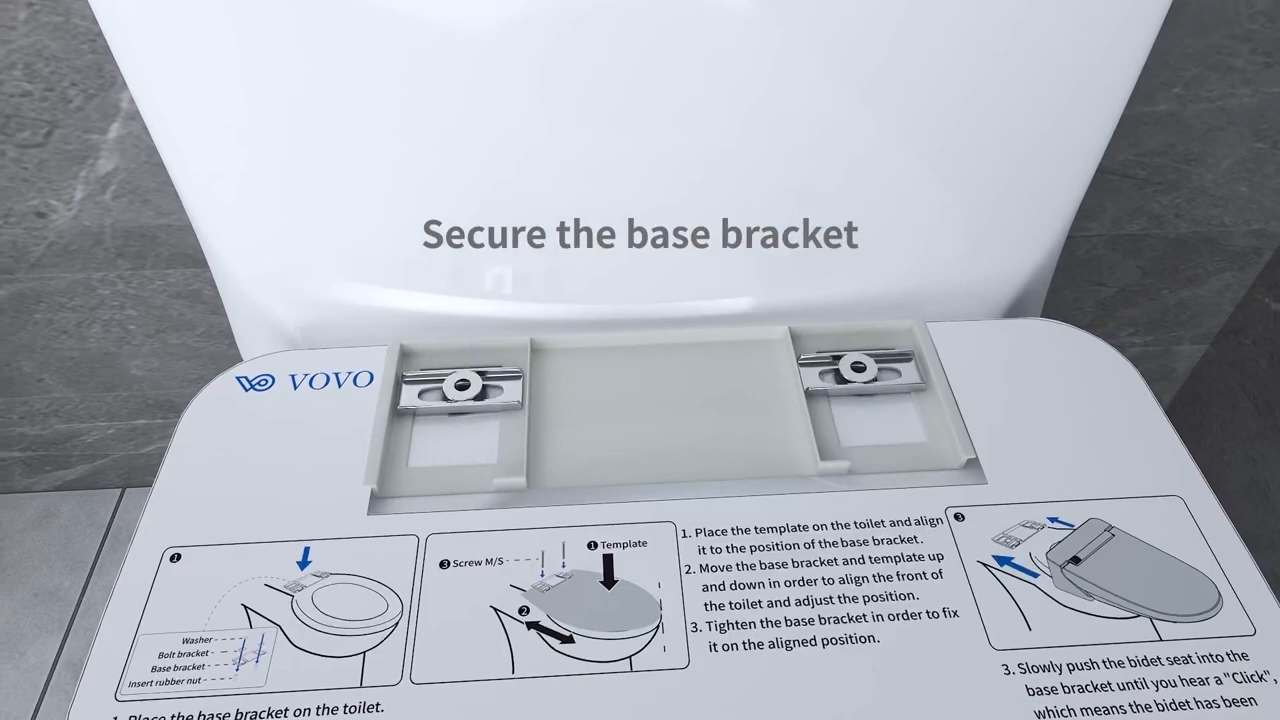 Secure the base bracket
VOVO
❶
Washer
Bolt bracket
Base bracket
Insert rubber nut
❸ Screw M/S
❶ Template
❷
1. Place the template on the toilet and align
it to the position of the base bracket.
2. Move the base bracket and template up
and down in order to align the front of
the toilet and adjust the position.
3. Tighten the base bracket in order to fix
it on the aligned position.
❸
1. Place the base bracket on the toilet.
3. Slowly push the bidet seat into the
base bracket until you hear a "Click",
which means the bidet has been